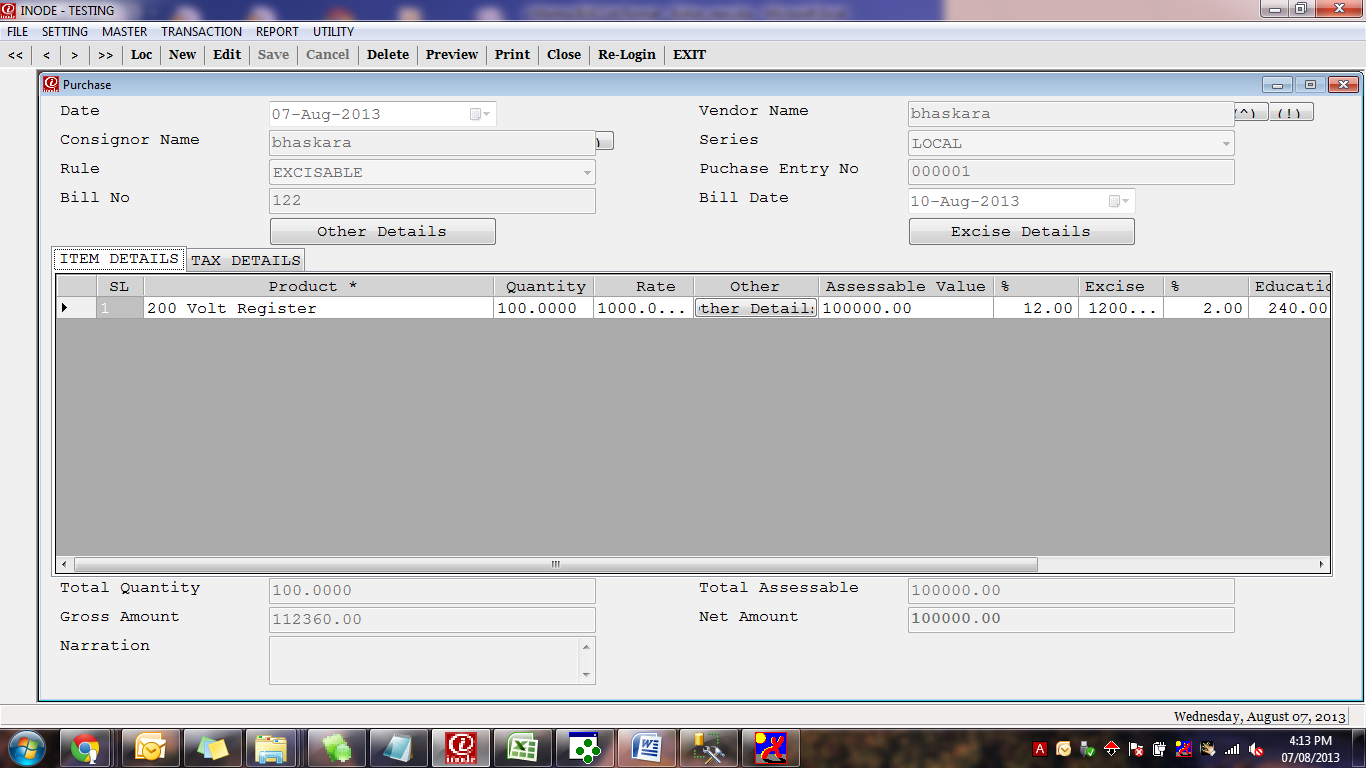 INODE - TESTING
FILE SETTING MASTER TRANSACTION REPORT UTILITY
<< < > >> Loc New Edit Save Cancel Delete Preview Print Close Re-Login EXIT
Purchase
Date 07-Aug-2013 Vendor Name bhaskara ^) (!)
Consignor Name bhaskara ) Series LOCAL
Rule EXCISABLE Puchase Entry No 000001
Bill No 122 Bill Date 10-Aug-2013
Other Details Excise Details
ITEM DETAILS TAX DETAILS
SL Product * Quantity Rate Other Assessable Value % Excise % Educatio
1 200 Volt Register 100.0000 1000.0... ther Details 100000.00 12.00 1200... 2.00 240.00
Total Quantity 100.0000 Total Assessable 100000.00
Gross Amount 112360.00 Net Amount 100000.00
Narration
Wednesday, August 07, 2013
4:13 PM
07/08/2013